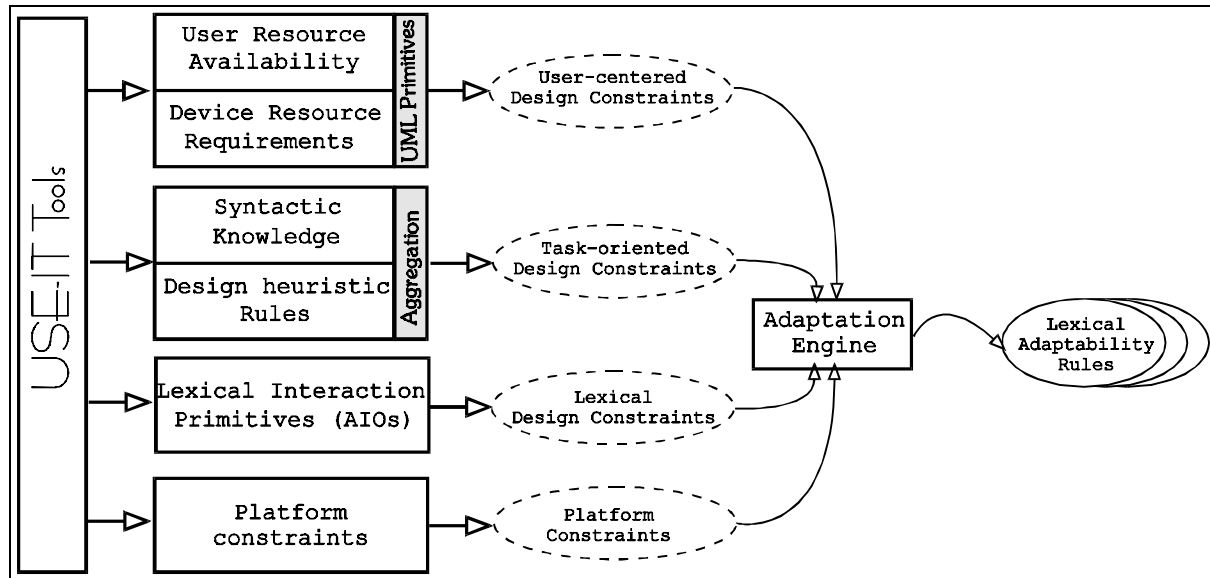 USE-IT Tools
User Resource
Availability
Device Resource
Requirements
UML Primitives
User-centered
Design Constraints
Syntactic
Knowledge
Design heuristic
Rules
Aggregation
Task-oriented
Design Constraints
Lexical Interaction
Primitives (AIOs)
Lexical
Design Constraints
Platform
constraints
Platform
Constraints
Adaptation
Engine
Lexical
Adaptability
Rules